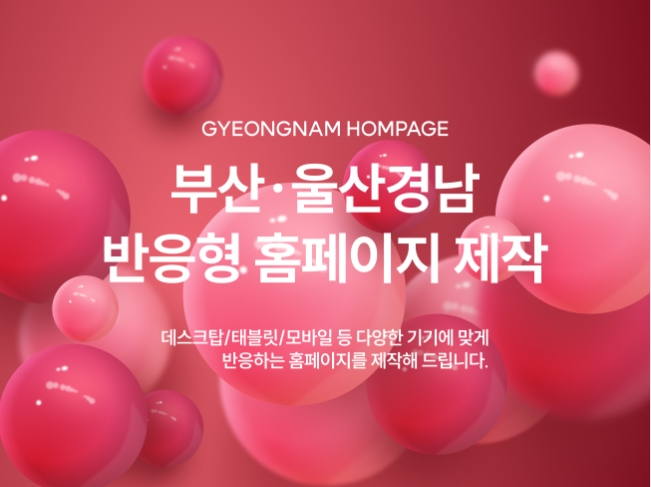 GYEONGNAM HOMPAGE
부산·울산경남
반응형 홈페이지 제작
데스크탑/태블릿/모바일 등 다양한 기기에 맞게
반응하는 홈페이지를 제작해 드립니다.